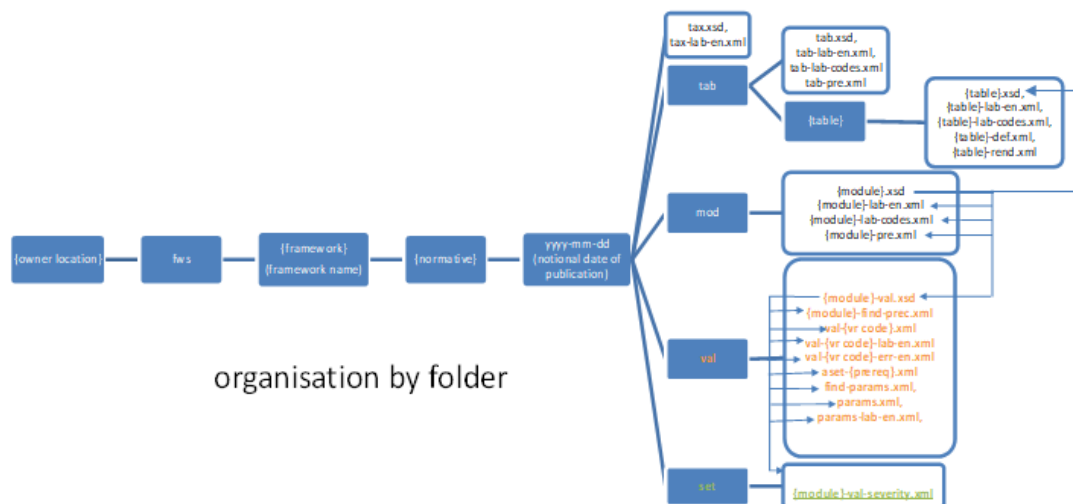 tax.xsd,
tax-lab-en.xml
tab.xsd,
tab-lab-en.xml,
tab-lab-codes.xml
tab-pre.xml
tab
{table}
{table}.xsd,
{table}-lab-en.xml,
{table}-lab-codes.xml,
{table}-def.xml,
{table}-rend.xml
mod
{module}.xsd
{module}-lab-en.xml
{module}-lab-codes.xml
{module}-pre.xml
{owner location}
fws
{framework}
(framework name)
{normative}
yyyy-mm-dd
(notional date of
publication)
val
{module}-val.xsd
{module}-find-prec.xml
val-{vr code}.xml
val-{vr code}-lab-en.xml
val-{vr code}-err-en.xml
aset-{prereq}.xml
find-params.xml,
params.xml,
params-lab-en.xml,
organisation by folder
set
{module}-val-severity.xml